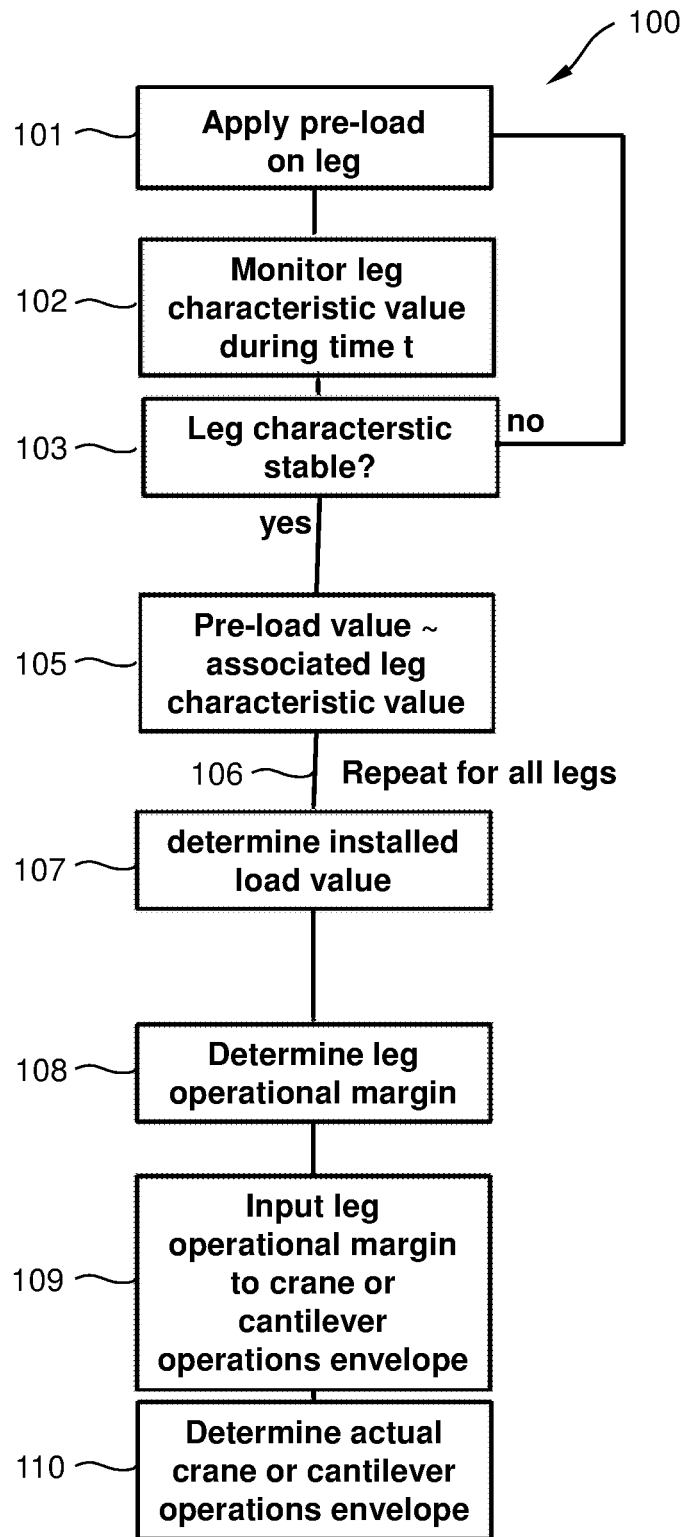 100
101
Apply pre-load
on leg
102
Monitor leg
characteristic value
during time t
103
Leg characterstic
stable?
no
yes
105
Pre-load value ~
associated leg
characteristic value
106
Repeat for all legs
107
determine installed
load value
108
Determine leg
operational margin
109
Input leg
operational margin
to crane or
cantilever
operations envelope
110
Determine actual
crane or cantilever
operations envelope